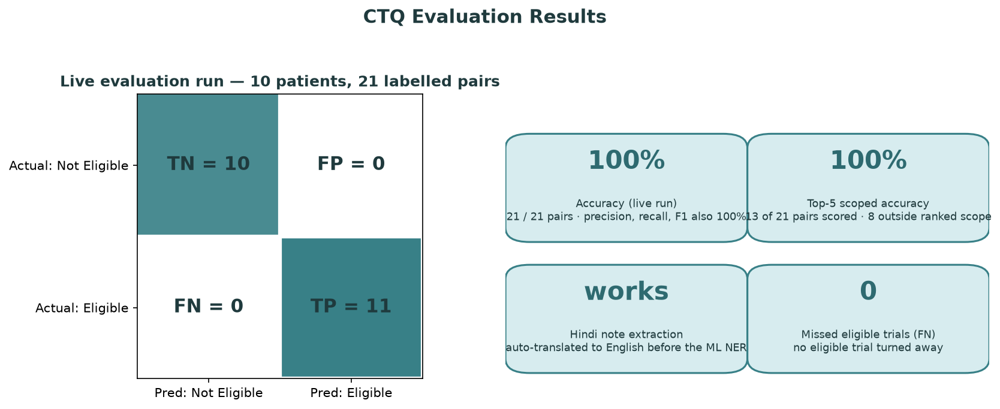 CTQ Evaluation Results
Live evaluation run — 10 patients, 21 labelled pairs
Actual: Not Eligible
TN = 10
FP = 0
Actual: Eligible
FN = 0
TP = 11
Pred: Not Eligible
Pred: Eligible
100%
Accuracy (live run)
21 / 21 pairs · precision, recall, F1 also 100%
100%
Top-5 scoped accuracy
13 of 21 pairs scored · 8 outside ranked scope
works
Hindi note extraction
auto-translated to English before the ML NER
0
Missed eligible trials (FN)
no eligible trial turned away